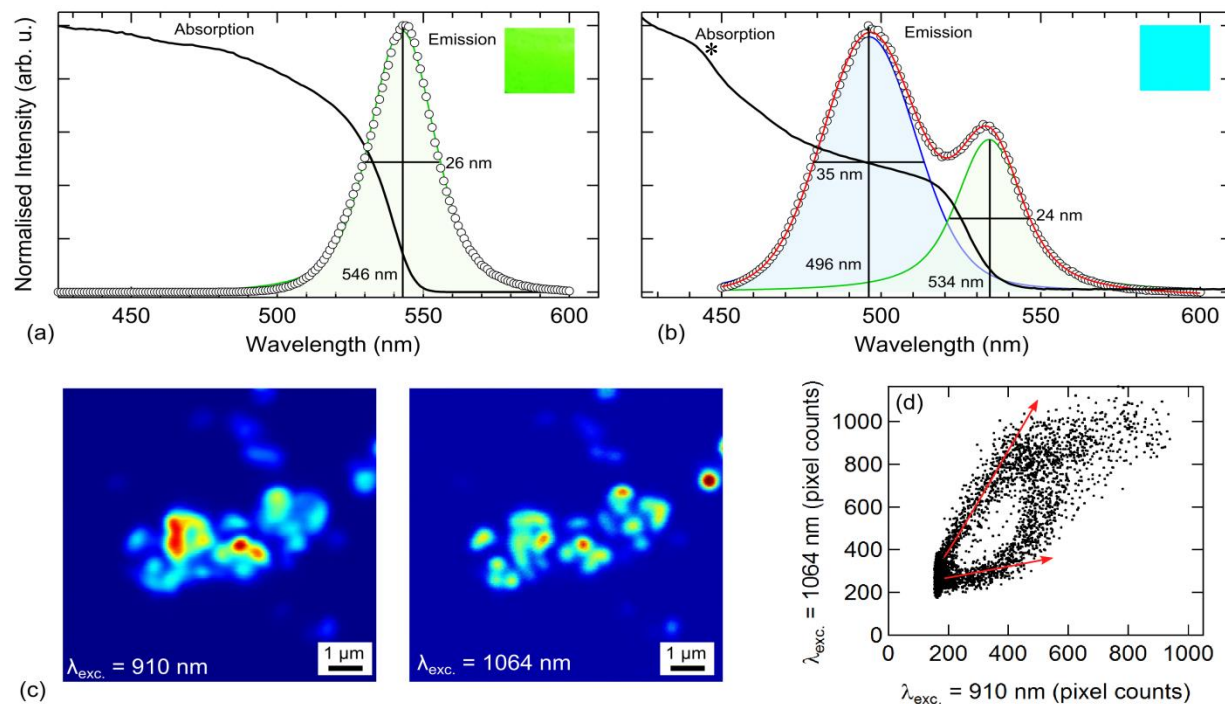 Normalised Intensity (arb. u.)
Absorption
Emission
26 nm
546 nm
450
500
550
600
Wavelength (nm)
(a)
Absorption
*
Emission
35 nm
24 nm
496 nm
534 nm
450
500
550
600
Wavelength (nm)
(b)
λexc. = 910 nm
1 μm
λexc. = 1064 nm
1 μm
(c)
(d)
λexc. = 1064 nm (pixel counts)
1000
800
600
400
200
0
0
200
400
600
800
1000
λexc. = 910 nm (pixel counts)